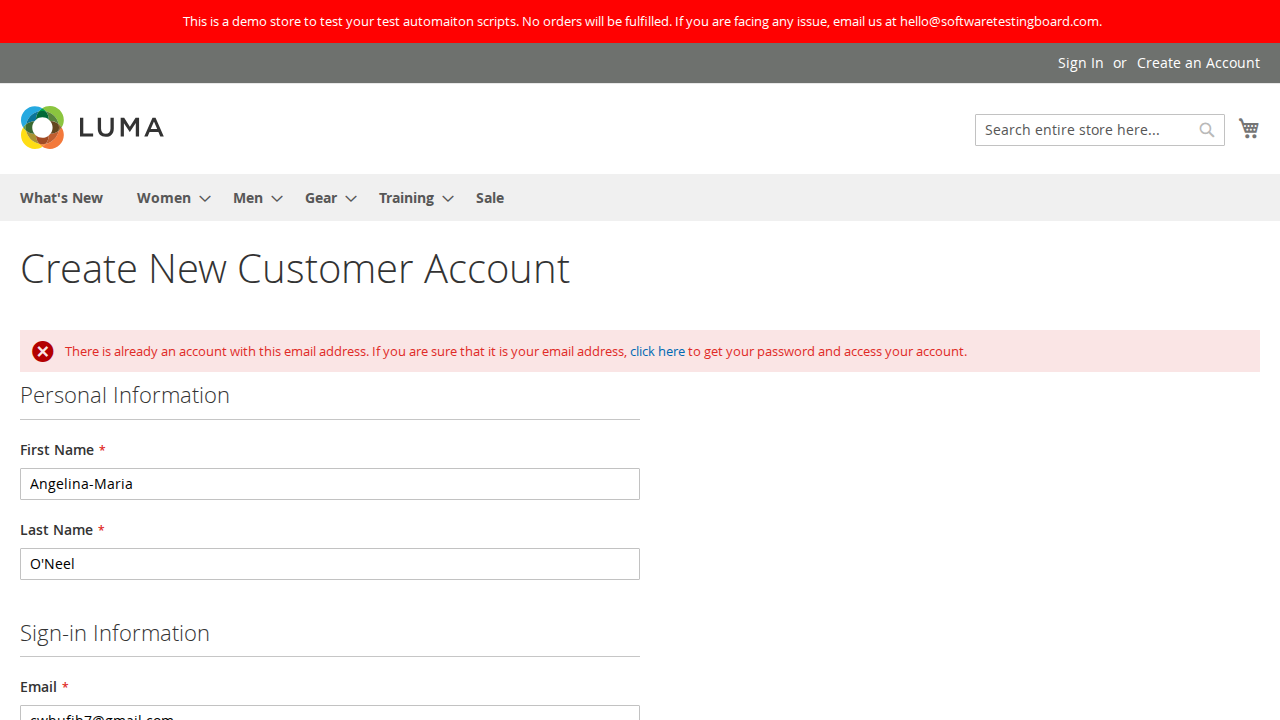 This is a demo store to test your test automaiton scripts. No orders will be fulfilled. If you are facing any issue, email us at hello@softwaretestingboard.com.
Sign In or Create an Account
LUMA
Search entire store here...
What's New Women Men Gear Training Sale
Create New Customer Account
There is already an account with this email address. If you are sure that it is your email address, click here to get your password and access your account.
Personal Information
First Name *
Angelina-Maria
Last Name *
O'Neel
Sign-in Information
Email *